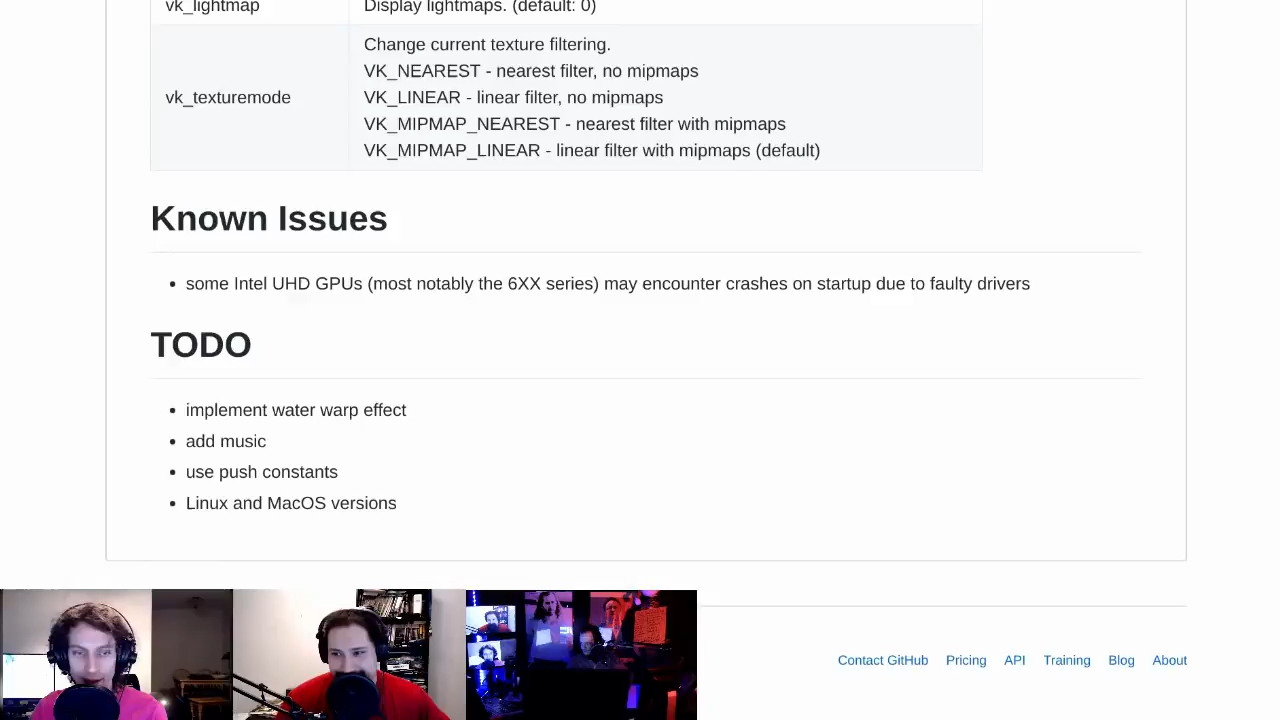 vk_lightmap
Display lightmaps. (default: 0)
vk_texturemode
Change current texture filtering.
VK_NEAREST - nearest filter, no mipmaps
VK_LINEAR - linear filter, no mipmaps
VK_MIPMAP_NEAREST - nearest filter with mipmaps
VK_MIPMAP_LINEAR - linear filter with mipmaps (default)
Known Issues
• some Intel UHD GPUs (most notably the 6XX series) may encounter crashes on startup due to faulty drivers
TODO
• implement water warp effect
• add music
• use push constants
• Linux and MacOS versions
Contact GitHub Pricing API Training Blog About